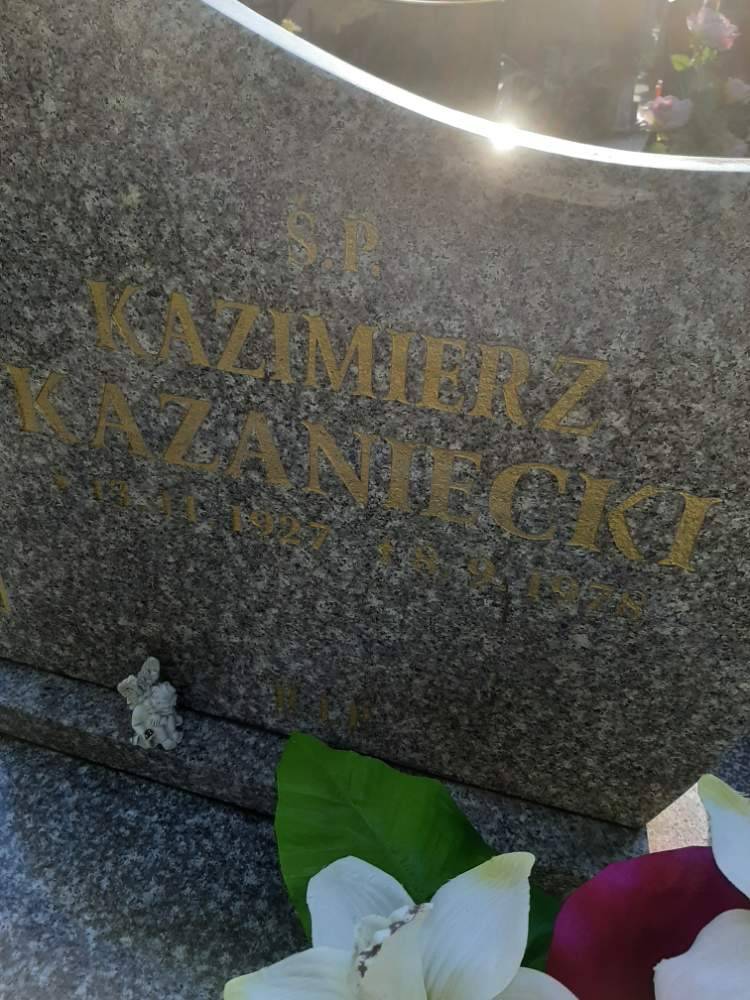 Ś.P.
KAZIMIERZ
KAZANIECKI
* 13.11.1927 † 8.9.1978
R.I.P.